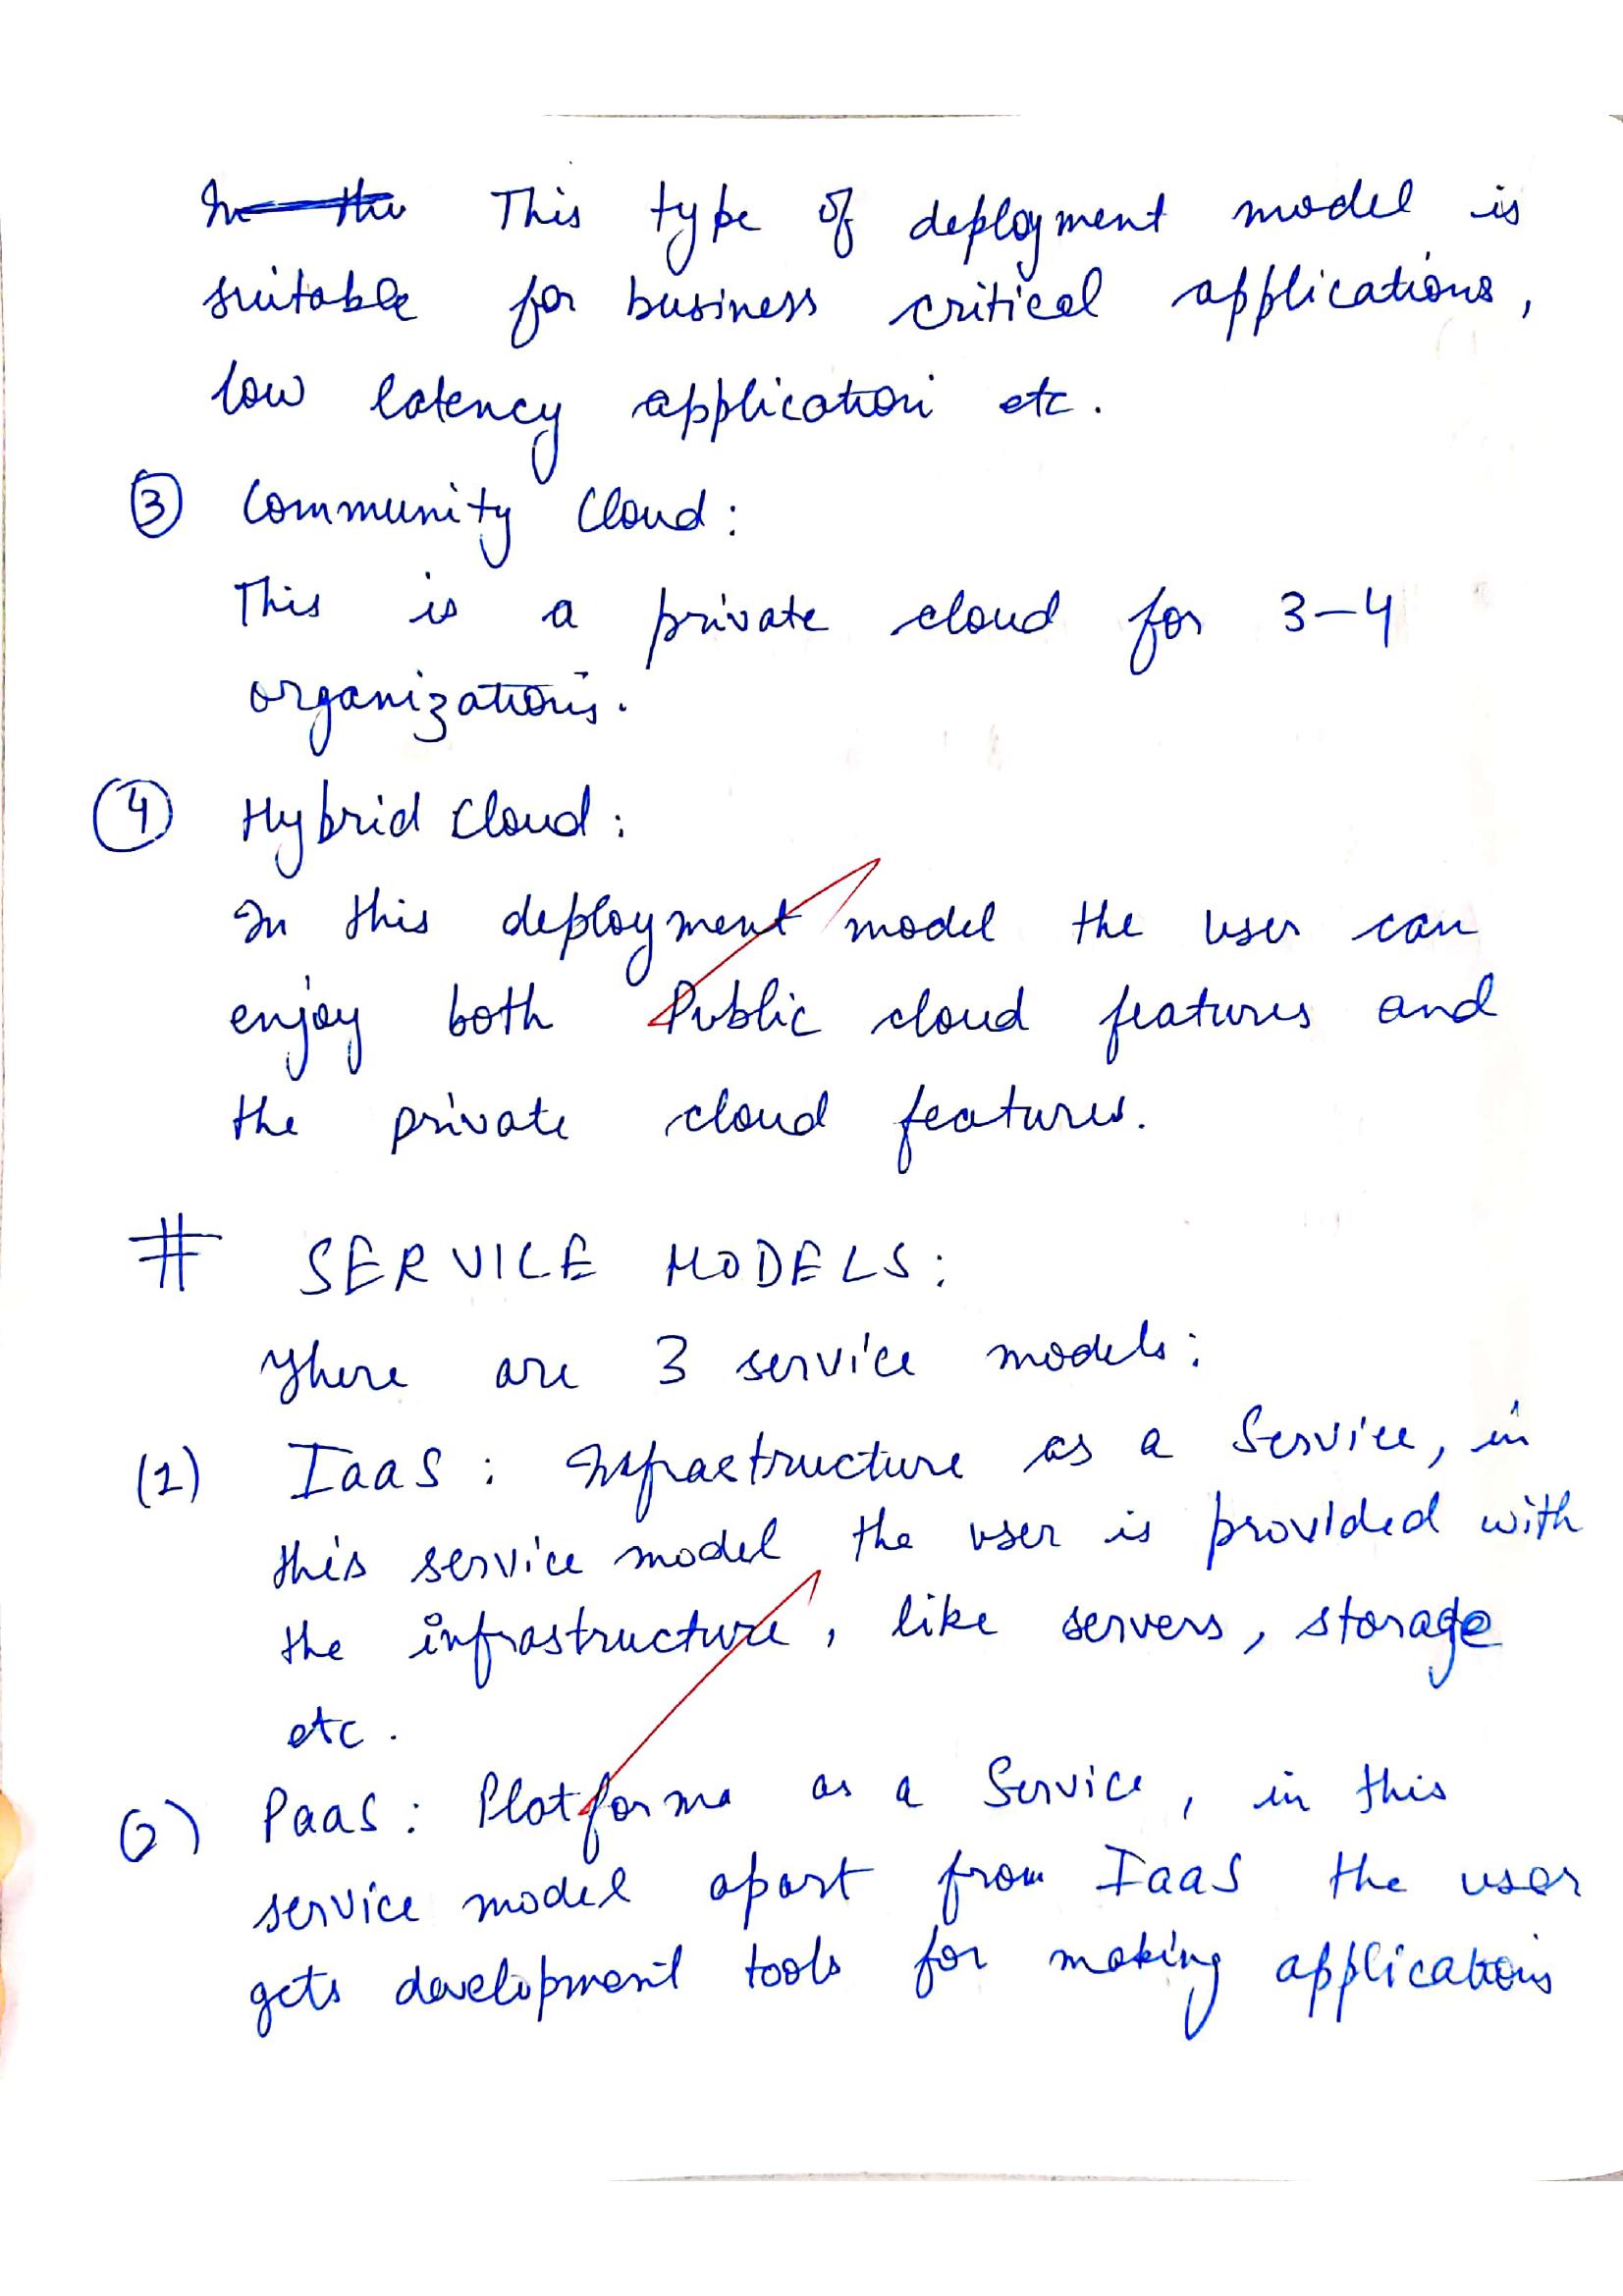 In the This type of deployment model is
suitable for business critical applications,
low latency application etc.
③ Community Cloud:
This is a private cloud for 3-4
organizations.
④ Hybrid Cloud:
In this deployment model the user can
enjoy both Public cloud features and
the private cloud features.
# SERVICE MODELS:
There are 3 service models:
(1) IaaS: Infrastructure as a Service, in
this service model the user is provided with
the infrastructure, like servers, storage
etc.
(2) PaaS: Platforma as a Service, in this
service model apart from IaaS the user
gets development tools for making applications